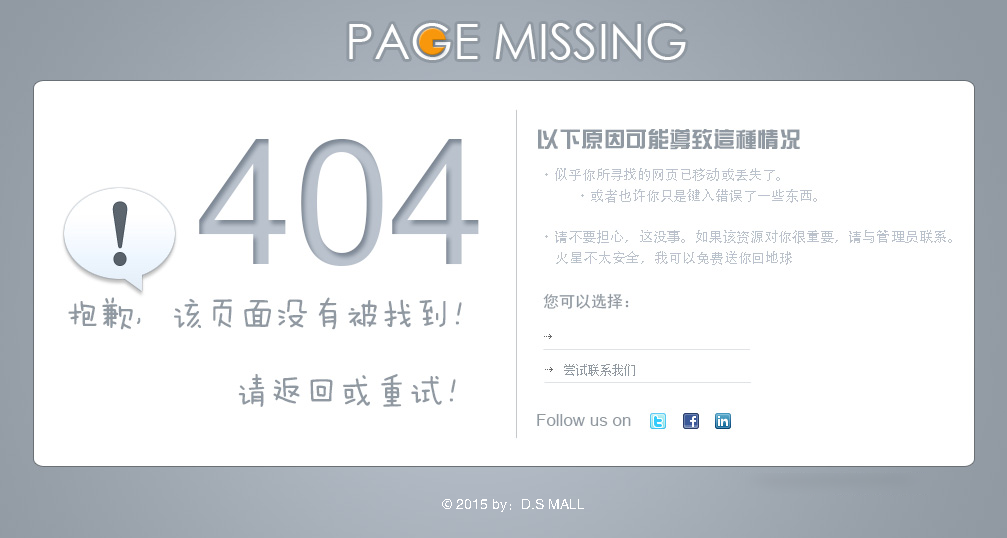 PAGE MISSING
404
!
抱歉, 该页面没有被找到!
请返回或重试!
以下原因可能導致這種情况
· 似乎你所寻找的网页已移动或丢失了。
· 或者也许你只是键入错误了一些东西。
· 请不要担心，这没事。如果该资源对你很重要，请与管理员联系。
火星不太安全，我可以免费送你回地球
您可以选择：
尝试联系我们
Follow us on
© 2015 by：D.S MALL